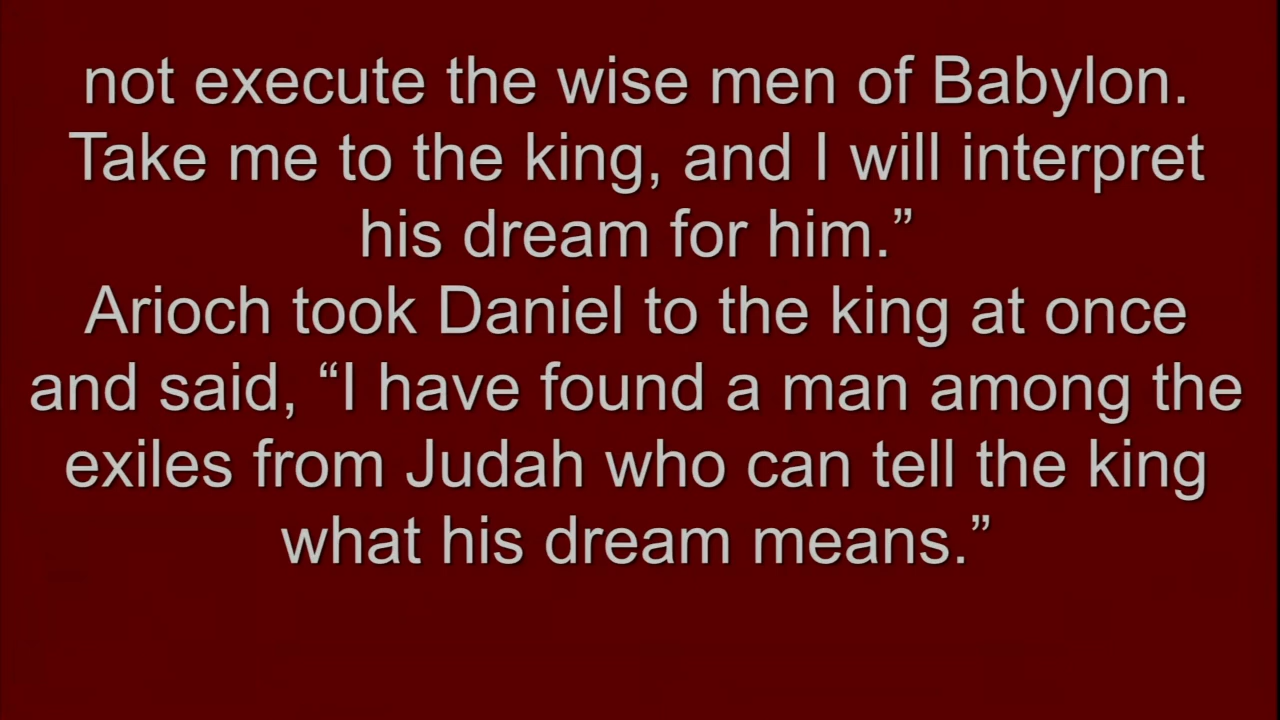 not execute the wise men of Babylon.
Take me to the king, and I will interpret
his dream for him.”
Arioch took Daniel to the king at once
and said, “I have found a man among the
exiles from Judah who can tell the king
what his dream means.”